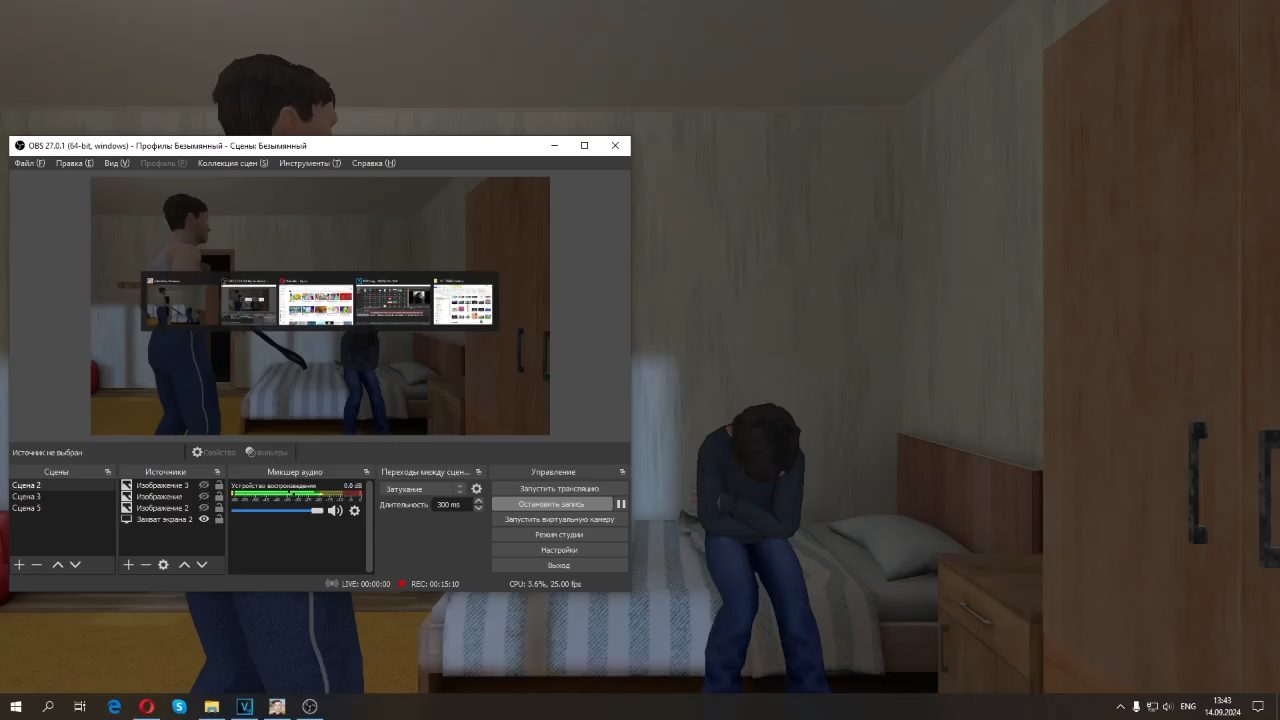 OBS 27.0.1 (64-bit, windows) - Профиль: Безымянный - Сцены: Безымянный
Файл (F) Правка (E) Вид (V) Профиль (P) Коллекция сцен (S) Инструменты (T) Справка (H)
Источник не выбран Свойства Фильтры
Сцены Источники Микшер аудио Переходы между сцен... Управление
Сцена 2
Сцена 3
Сцена 5
Изображение 3
Изображение
Изображение 2
Захват экрана 2
Устройство воспроизведения 0.0 dB
Затухание
Длительность 300 ms
Запустить трансляцию
Остановить запись
Запустить виртуальную камеру
Режим студии
Настройки
Выход
LIVE: 00:00:00 REC: 00:15:10 CPU: 3.6%, 25.00 fps
ENG
13:43
14.09.2024